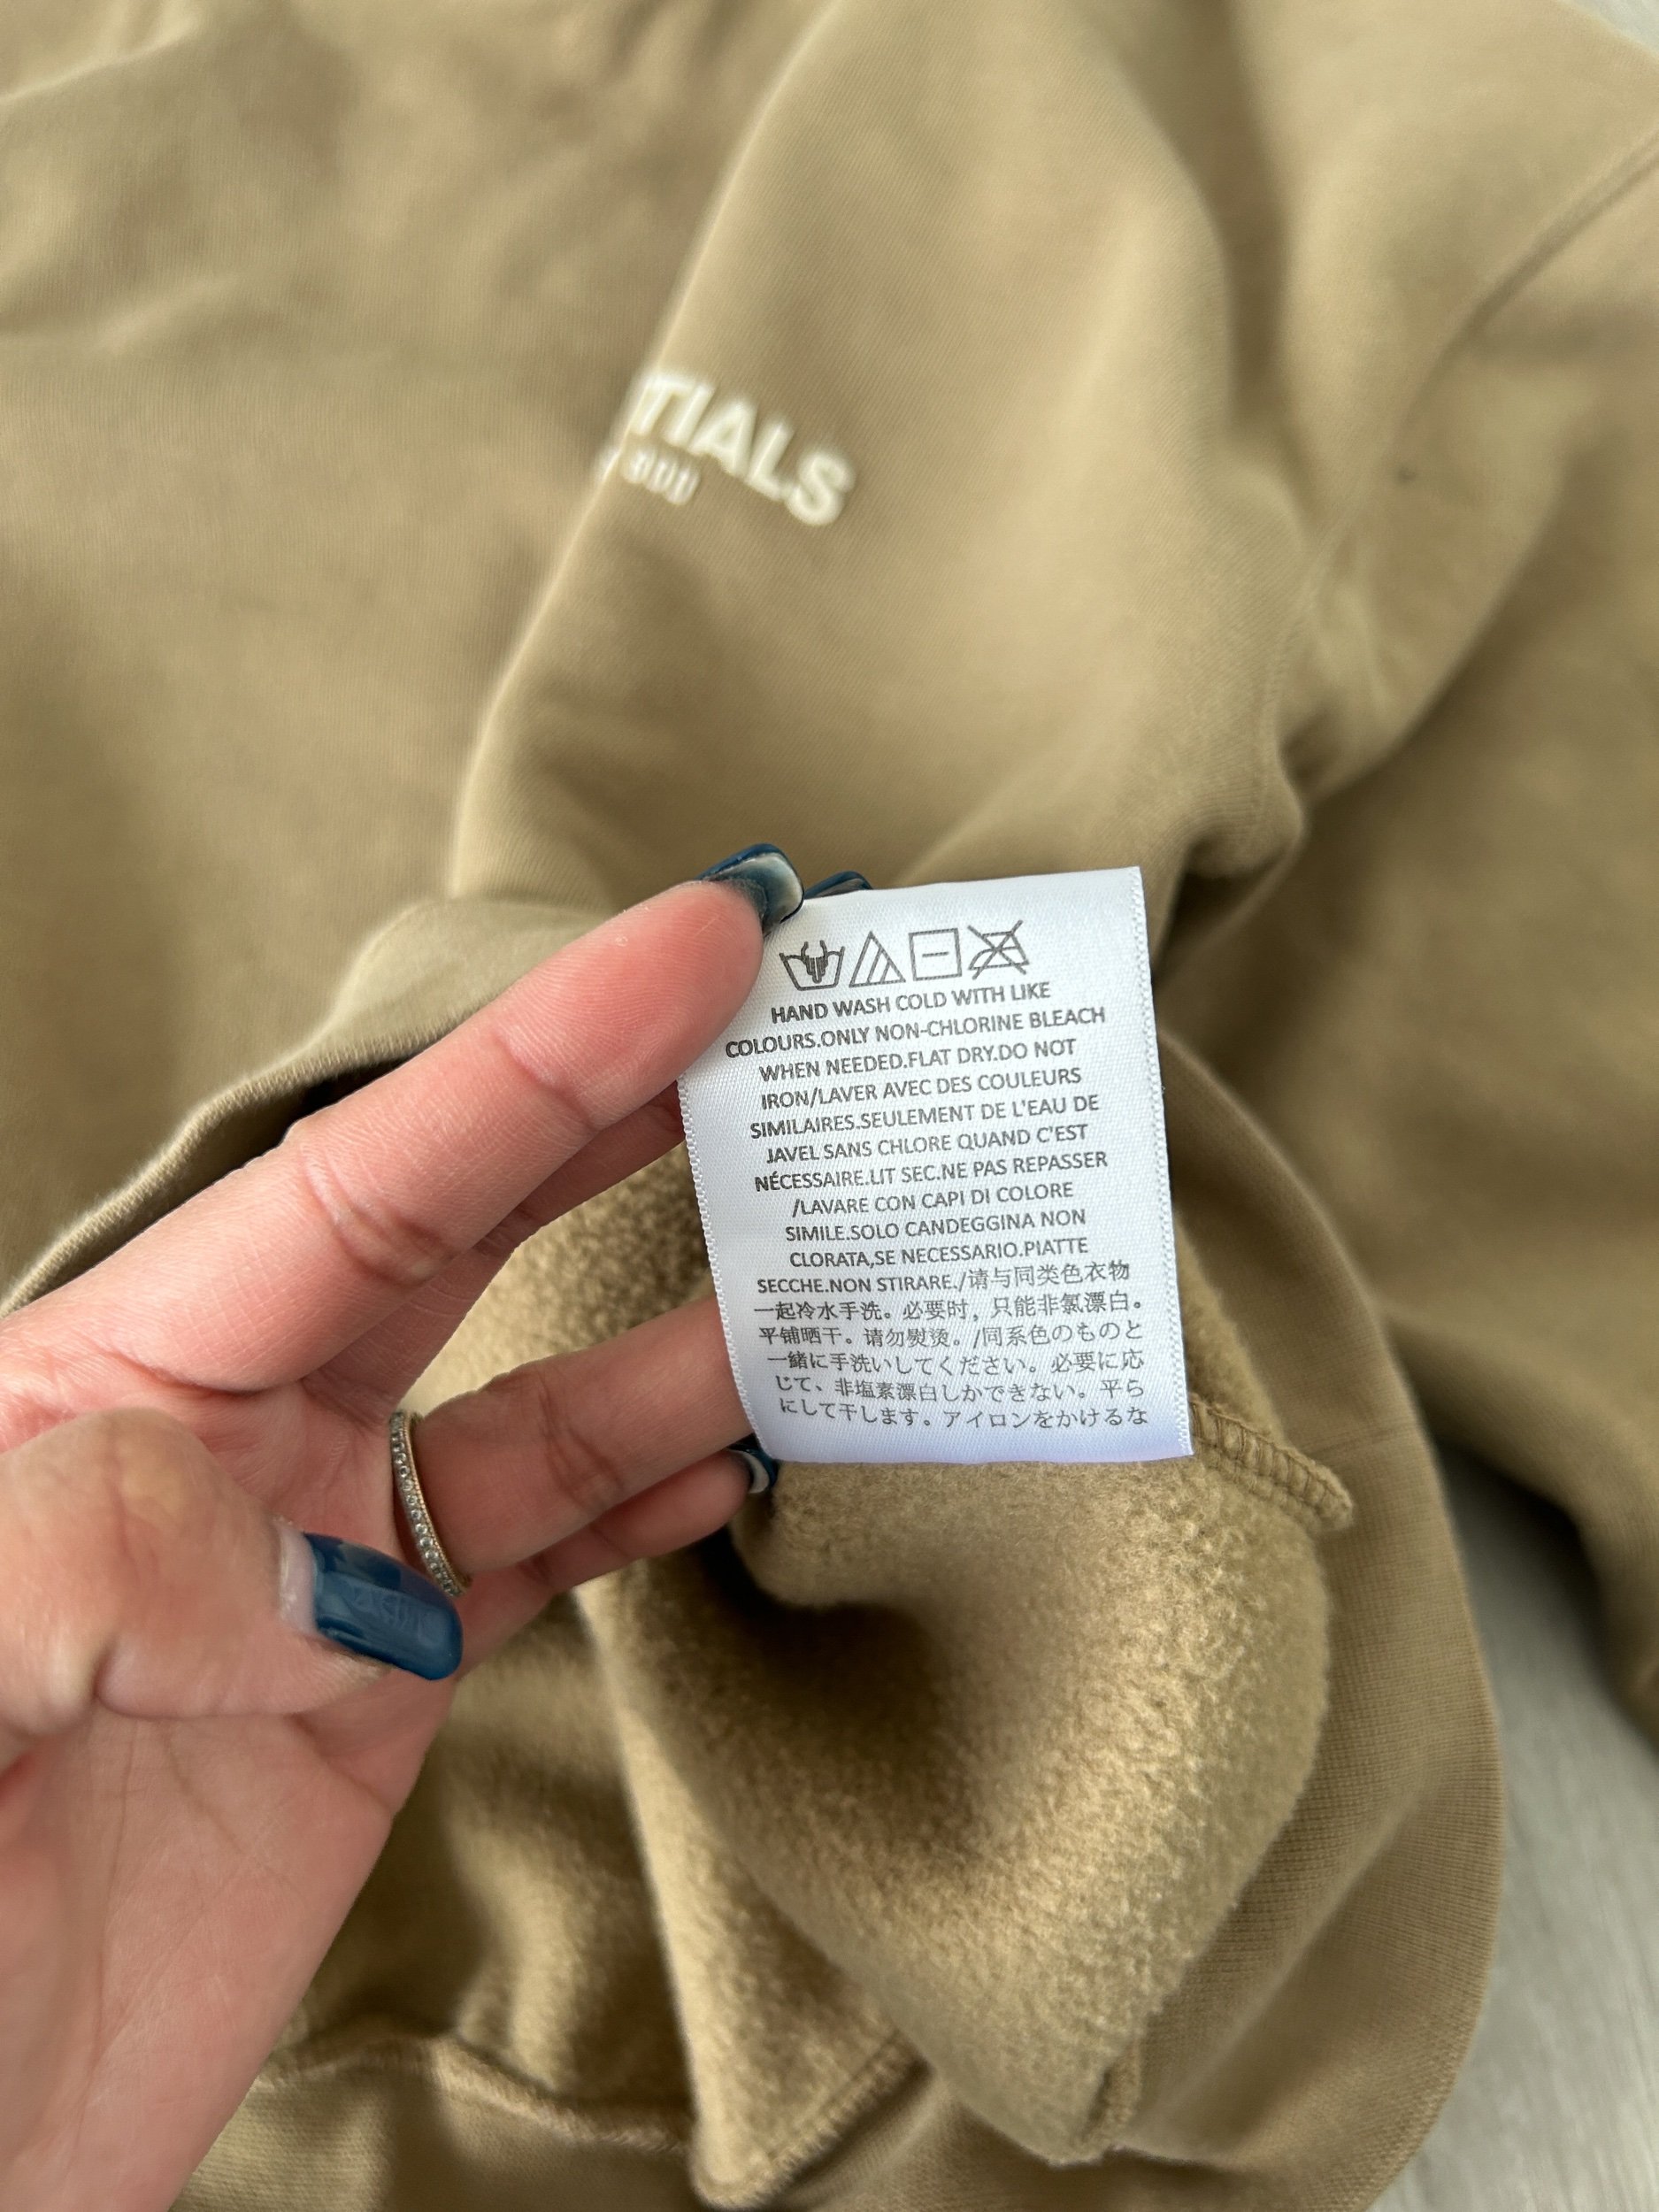 TIALS
HAND WASH COLD WITH LIKE
COLOURS.ONLY NON-CHLORINE BLEACH
WHEN NEEDED.FLAT DRY.DO NOT
IRON/LAVER AVEC DES COULEURS
SIMILAIRES.SEULEMENT DE L'EAU DE
JAVEL SANS CHLORE QUAND C'EST
NÉCESSAIRE.LIT SEC.NE PAS REPASSER
/LAVARE CON CAPI DI COLORE
SIMILE.SOLO CANDEGGINA NON
CLORATA,SE NECESSARIO.PIATTE
SECCHE.NON STIRARE./请与同类色衣物
一起冷水手洗。必要时，只能非氯漂白。
平铺晒干。请勿熨烫。/同系色のものと
一緒に手洗いしてください。必要に応
じて、非塩素漂白しかできない。平ら
にして干します。アイロンをかけるな